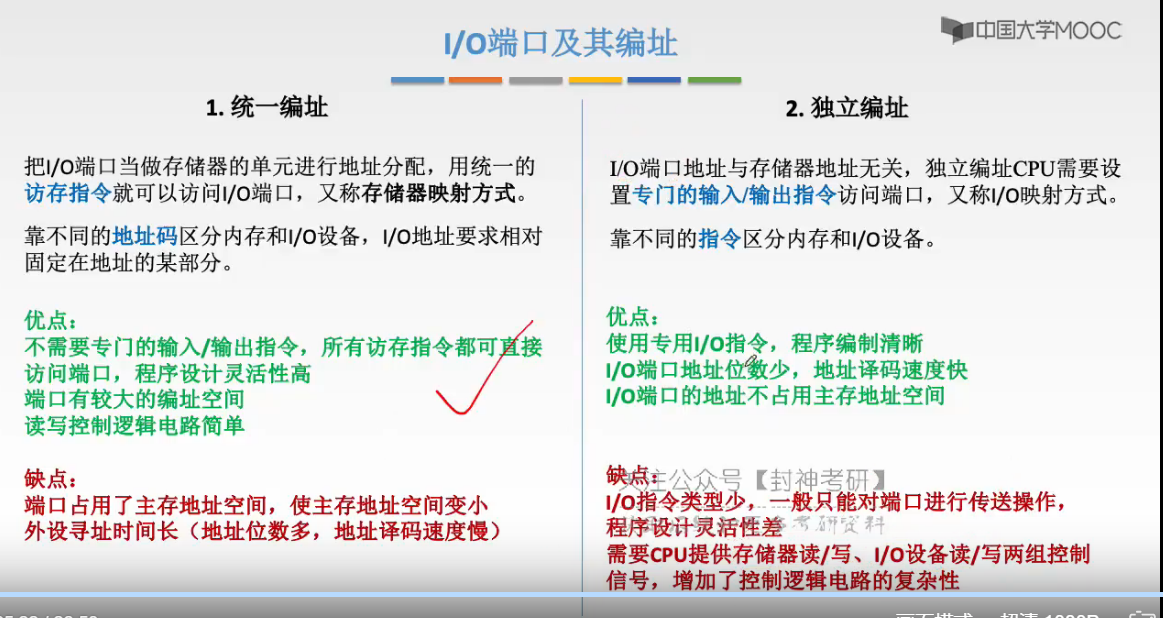 I/O端口及其编址
中国大学MOOC
1. 统一编址
把I/O端口当做存储器的单元进行地址分配，用统一的
访存指令就可以访问I/O端口，又称存储器映射方式。
靠不同的地址码区分内存和I/O设备，I/O地址要求相对
固定在地址的某部分。
优点：
不需要专门的输入/输出指令，所有访存指令都可直接
访问端口，程序设计灵活性高
端口有较大的编址空间
读写控制逻辑电路简单
缺点：
端口占用了主存地址空间，使主存地址空间变小
外设寻址时间长（地址位数多，地址译码速度慢）
2. 独立编址
I/O端口地址与存储器地址无关，独立编址CPU需要设
置专门的输入/输出指令访问端口，又称I/O映射方式。
靠不同的指令区分内存和I/O设备。
优点：
使用专用I/O指令，程序编制清晰
I/O端口地址位数少，地址译码速度快
I/O端口的地址不占用主存地址空间
缺点：
关注公众号【封神考研】
I/O指令类型少，一般只能对端口进行传送操作，
程序设计灵活性差
需要CPU提供存储器读/写、I/O设备读/写两组控制
信号，增加了控制逻辑电路的复杂性